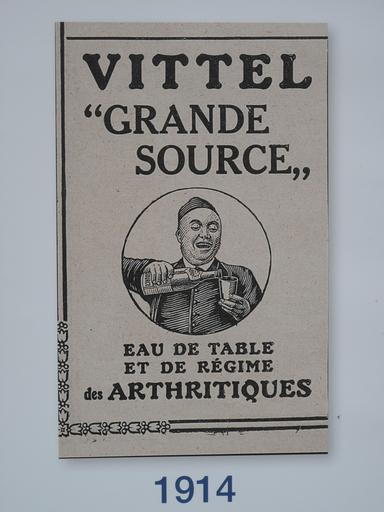 VITTEL
“GRANDE
SOURCE„
EAU DE TABLE
ET DE RÉGIME
des ARTHRITIQUES
1914